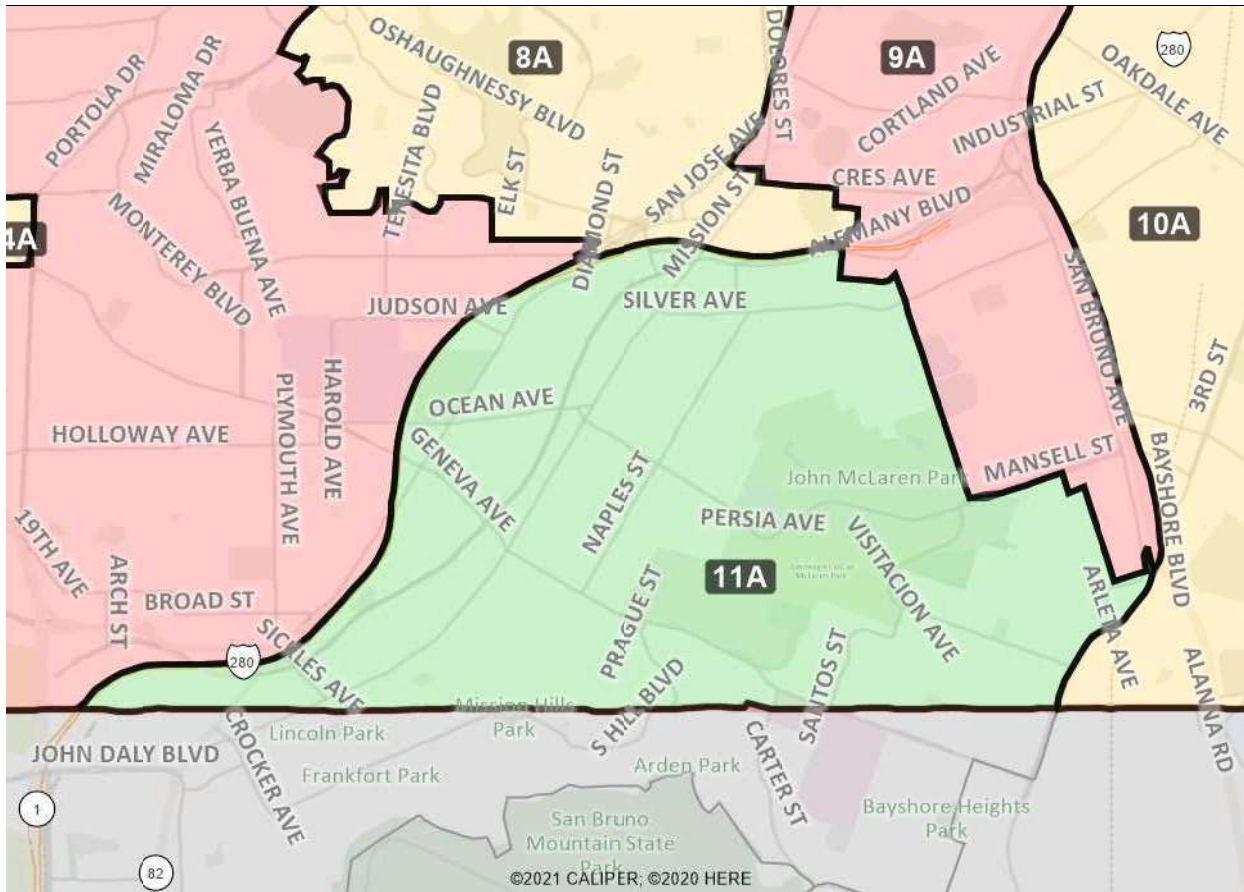 OSHAUGHNESSY BLVD
8A
DOLORES ST
9A
280
OAKDALE AVE
PORTOLA DR
MIRALOMA DR
CORTLAND AVE
INDUSTRIAL ST
YERBA BUENA AVE
TERESITA BLVD
ELK ST
DIAMOND ST
SAN JOSE AVE
MISSION ST
CRES AVE
ALEMANY BLVD
MONTEREY BLVD
4A
10A
SAN BRUNO AVE
JUDSON AVE
SILVER AVE
3RD ST
HAROLD AVE
PLYMOUTH AVE
OCEAN AVE
HOLLOWAY AVE
GENEVA AVE
NAPLES ST
John McLaren Park
MANSELL ST
BAYSHORE BLVD
PERSIA AVE
VISITACION AVE
19TH AVE
ARCH ST
11A
BROAD ST
PRAGUE ST
ARLETA AVE
SICKLES AVE
280
SANTOS ST
ALANNA RD
S HILL BLVD
Mission Hills
Park
CROCKER AVE
Lincoln Park
CARTER ST
JOHN DALY BLVD
Frankfort Park
Arden Park
Bayshore Heights
Park
1
San Bruno
Mountain State
Park
82
©2021 CALIPER; ©2020 HERE